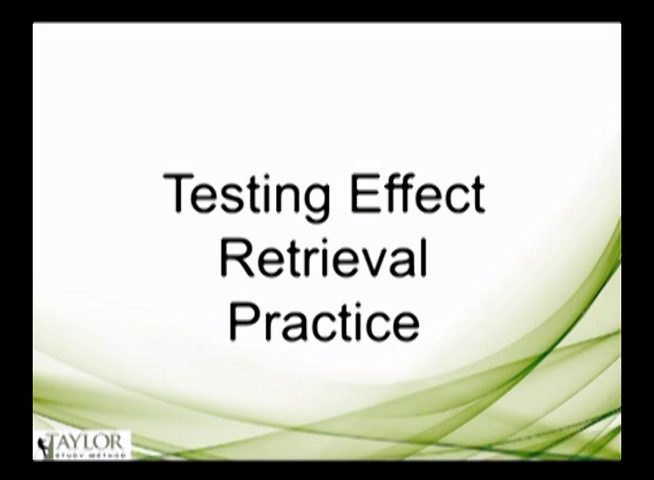 Testing Effect
Retrieval
Practice
TAYLOR
STUDY METHOD